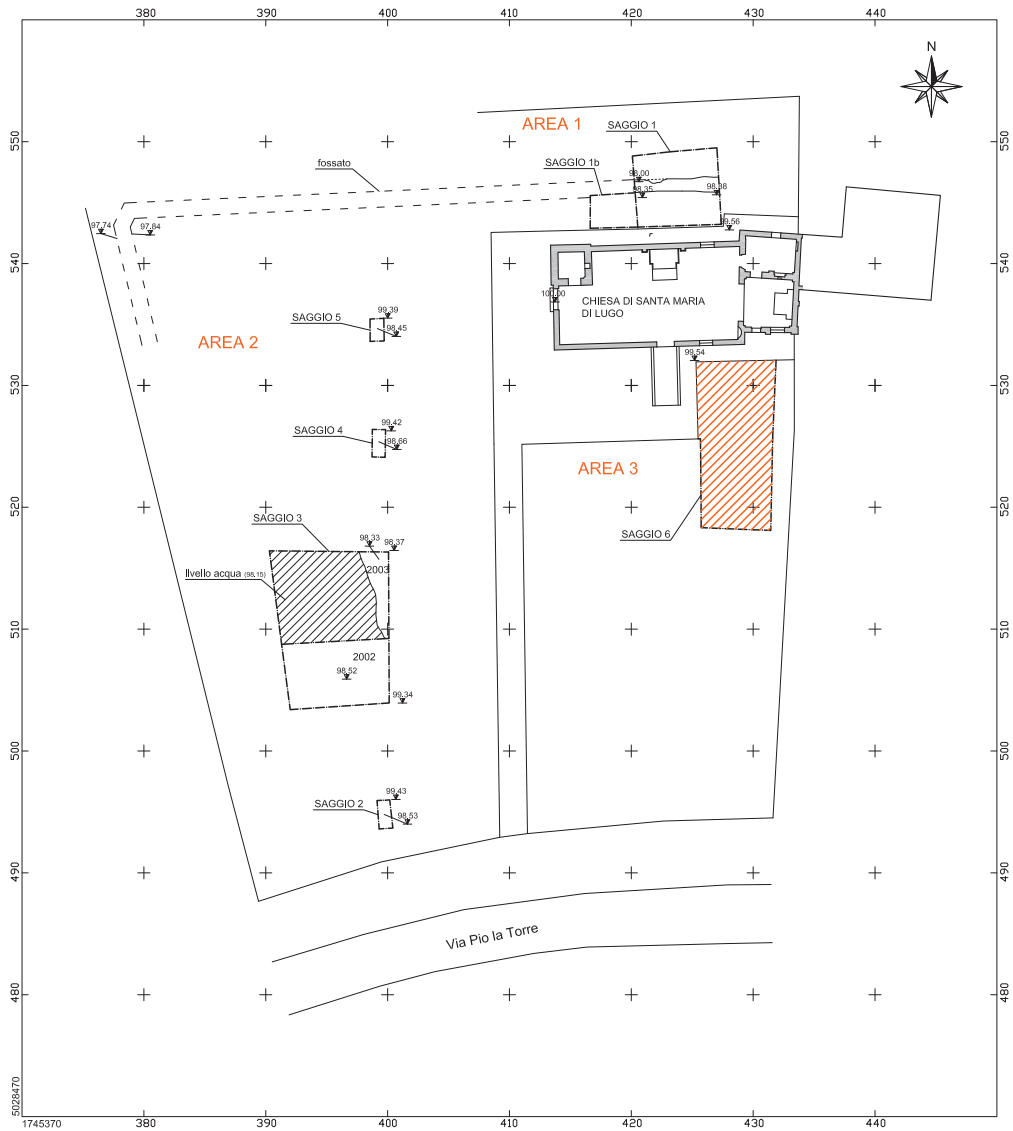 380 390 400 410 420 430 440
N
550 550
AREA 1
SAGGIO 1
SAGGIO 1b
fossato
98.00
98.35
98.38
97.74
97.84
99.56
540 540
100.00
CHIESA DI SANTA MARIA
DI LUGO
99.39
SAGGIO 5
98.45
AREA 2
99.54
530 530
99.42
SAGGIO 4
98.66
AREA 3
520 520
SAGGIO 3
SAGGIO 6
98.33
98.37
2003
livello acqua (98.15)
510 510
2002
98.52
99.34
500 500
99.43
SAGGIO 2
98.53
490 490
Via Pio la Torre
480 480
5028470
1745370
380 390 400 410 420 430 440